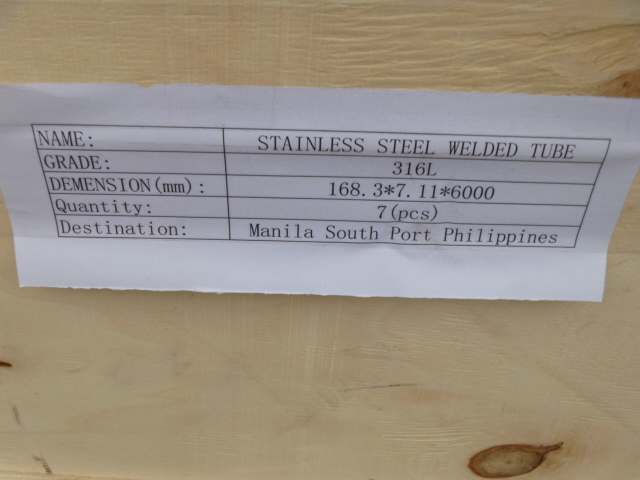 NAME: STAINLESS STEEL WELDED TUBE
GRADE: 316L
DEMENSION(mm): 168.3*7.11*6000
Quantity: 7(pcs)
Destination: Manila South Port Philippines